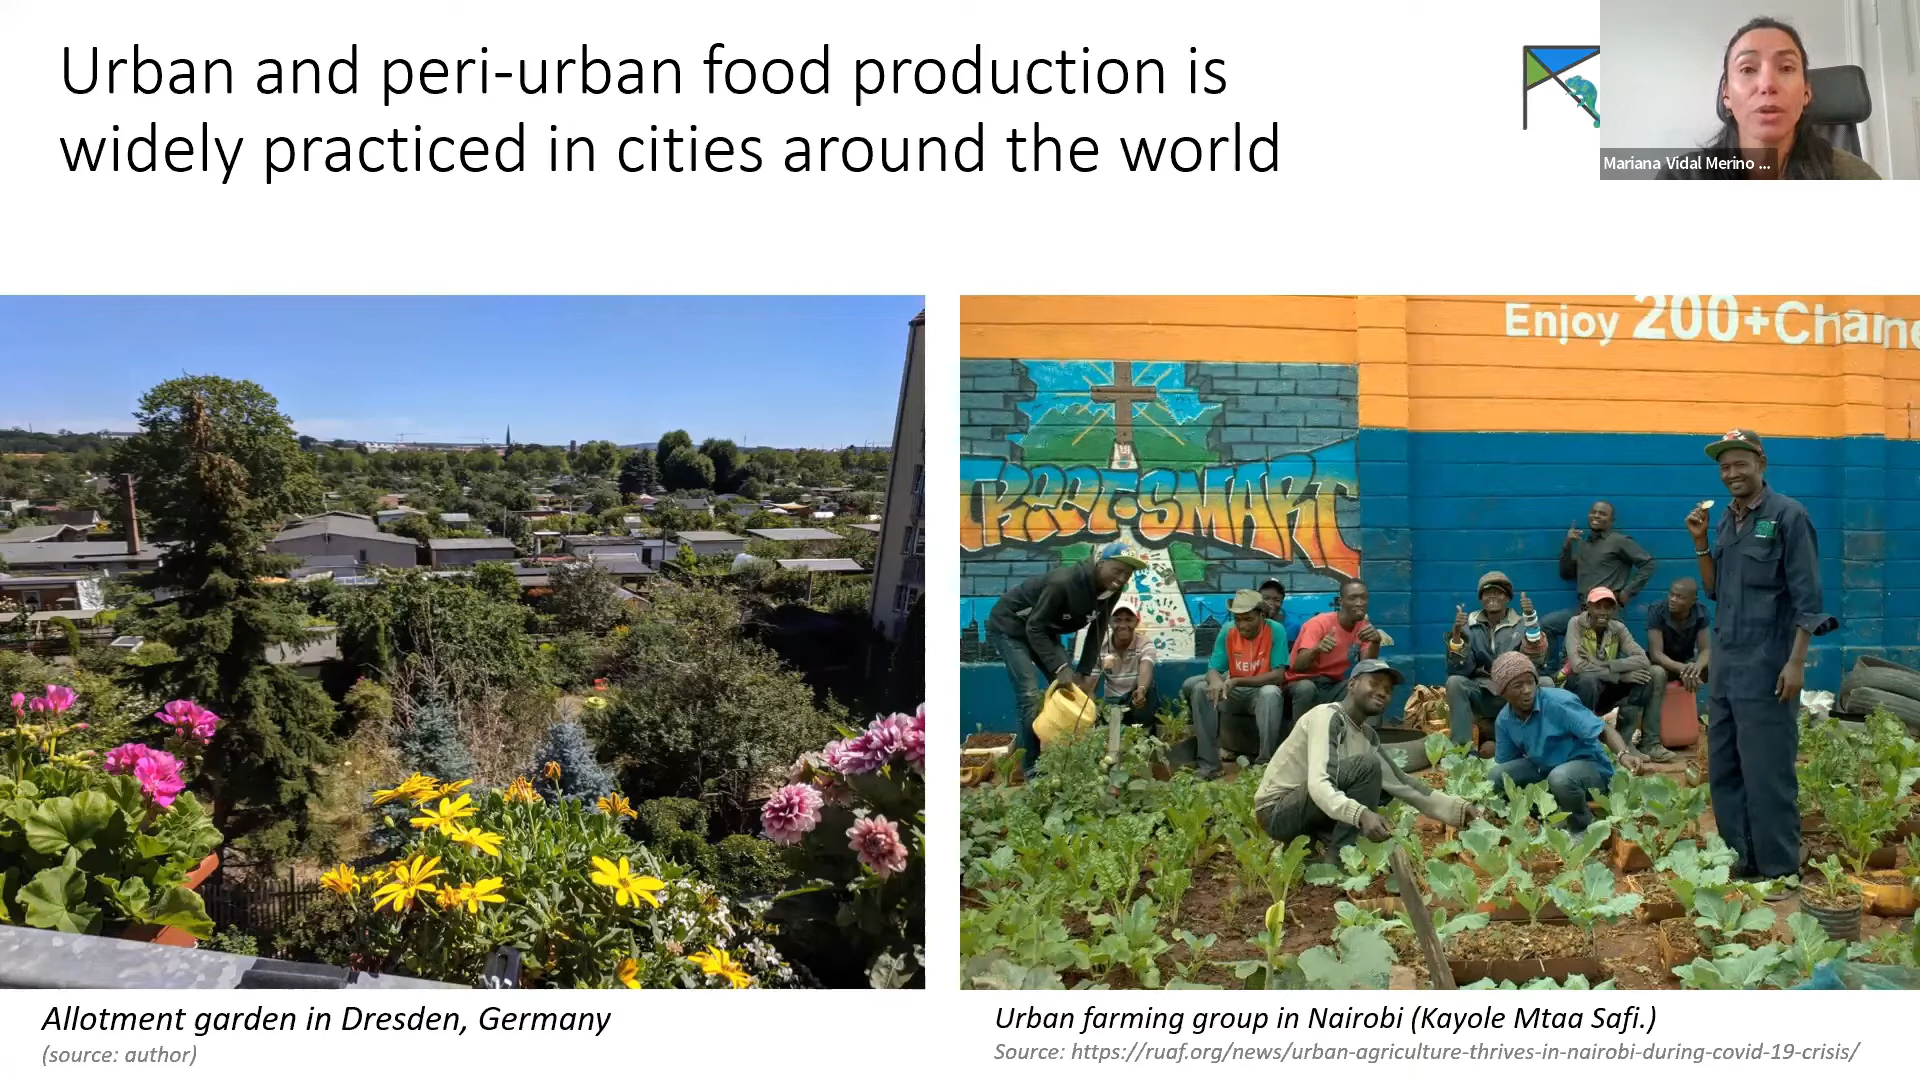 Urban and peri-urban food production is
widely practiced in cities around the world
Mariana Vidal Merino ...
Enjoy 200+
KEN
Allotment garden in Dresden, Germany
(source: author)
Urban farming group in Nairobi (Kayole Mtaa Safi.)
Source: https://ruaf.org/news/urban-agriculture-thrives-in-nairobi-during-covid-19-crisis/